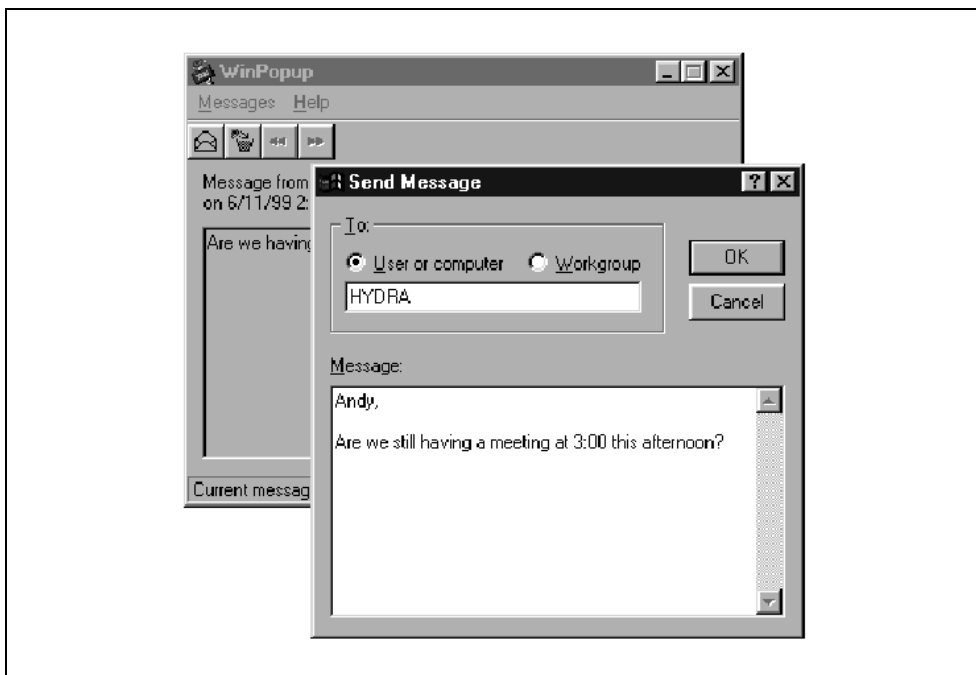 WinPopup
Messages Help
Message from
on 6/11/99 2:
Are we having
Current messag
Send Message
To:
User or computer Workgroup
HYDRA
OK
Cancel
Message:
Andy,
Are we still having a meeting at 3:00 this afternoon?